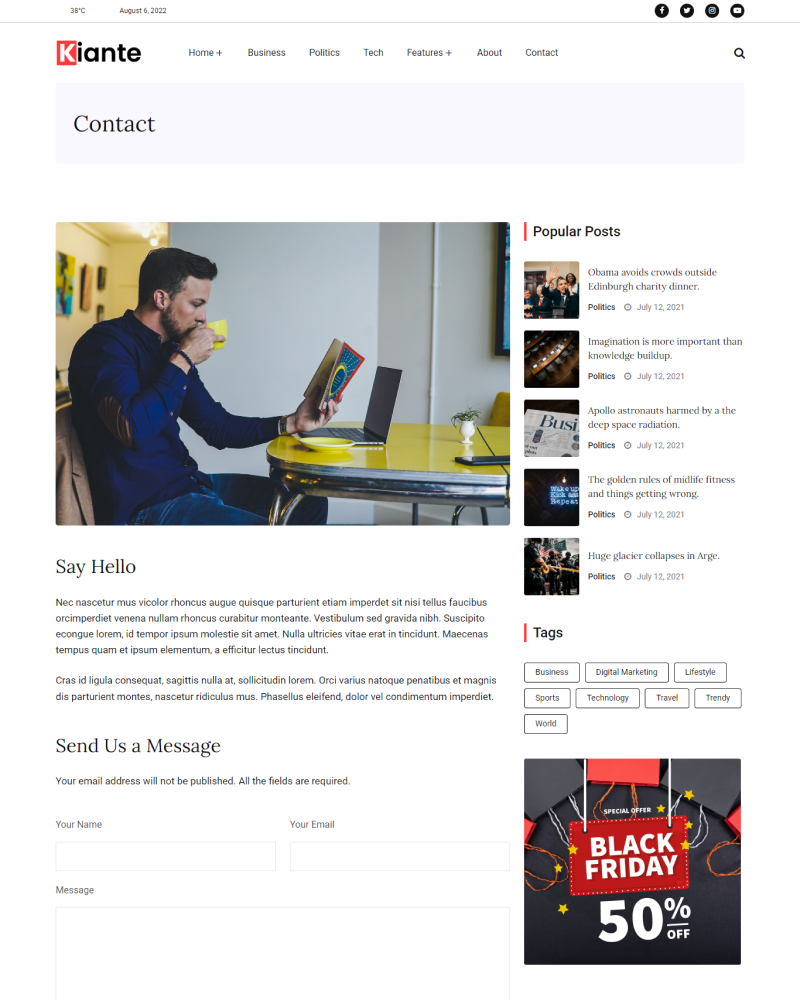 38°C August 6, 2022
Kiante
Home + Business Politics Tech Features + About Contact
Contact
Say Hello
Nec nascetur mus vicolor rhoncus augue quisque parturient etiam imperdet sit nisi tellus faucibus
orcimperdiet venena nullam rhoncus curabitur monteante. Vestibulum sed gravida nibh. Suscipito
econgue lorem, id tempor ipsum molestie sit amet. Nulla ultricies vitae erat in tincidunt. Maecenas
tempus quam et ipsum elementum, a efficitur lectus tincidunt.
Cras id ligula consequat, sagittis nulla at, sollicitudin lorem. Orci varius natoque penatibus et magnis
dis parturient montes, nascetur ridiculus mus. Phasellus eleifend, dolor vel condimentum imperdiet.
Send Us a Message
Your email address will not be published. All the fields are required.
Your Name Your Email
Message
Popular Posts
Obama avoids crowds outside
Edinburgh charity dinner.
Politics July 12, 2021
Imagination is more important than
knowledge buildup.
Politics July 12, 2021
Busi
Apollo astronauts harmed by a the
deep space radiation.
Politics July 12, 2021
Wake up
Kick ass
Repeat
The golden rules of midlife fitness
and things getting wrong.
Politics July 12, 2021
Huge glacier collapses in Arge.
Politics July 12, 2021
Tags
Business Digital Marketing Lifestyle
Sports Technology Travel Trendy
World
SPECIAL OFFER
BLACK
FRIDAY
50%
OFF